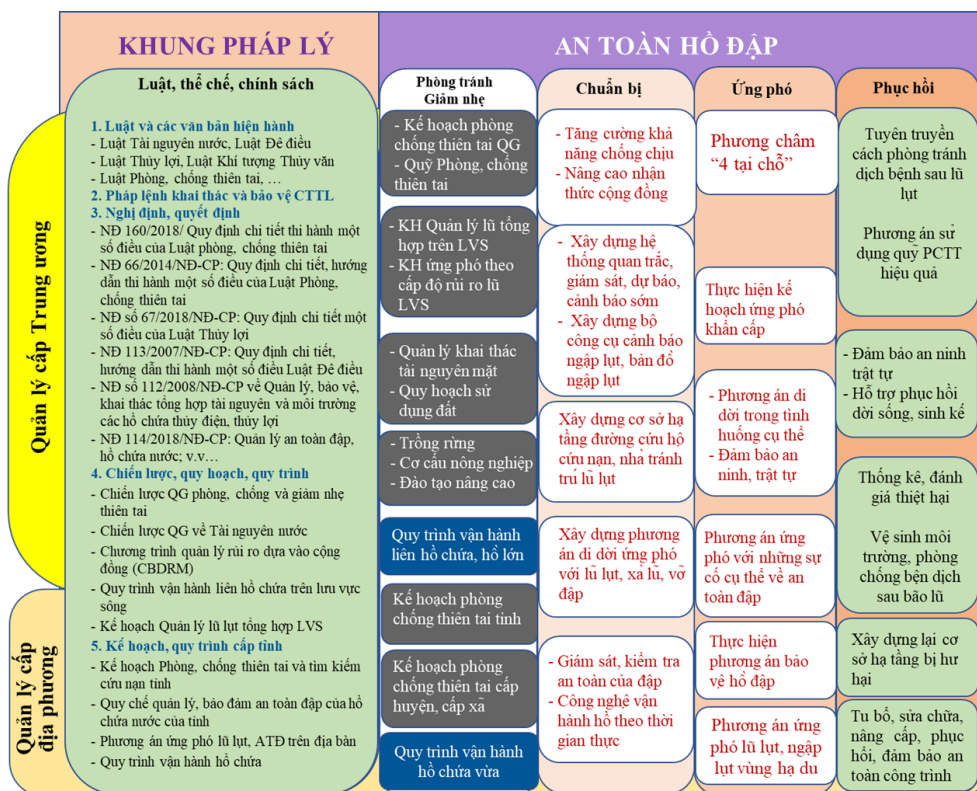 KHUNG PHÁP LÝ
AN TOÀN HỒ ĐẬP
Quản lý cấp Trung ương
Quản lý cấp
địa phương
Luật, thể chế, chính sách
1. Luật và các văn bản hiện hành
- Luật Tài nguyên nước, Luật Đê điều
- Luật Thủy lợi, Luật Khí tượng Thủy văn
- Luật Phòng, chống thiên tai, …
2. Pháp lệnh khai thác và bảo vệ CTTL
3. Nghị định, quyết định
- NĐ 160/2018/ Quy định chi tiết thi hành một
số điều của Luật phòng, chống thiên tai
- NĐ 66/2014/NĐ-CP: Quy định chi tiết, hướng
dẫn thi hành một số điều của Luật Phòng,
chống thiên tai
- NĐ số 67/2018/NĐ-CP: Quy định chi tiết một
số điều của Luật Thủy lợi
- NĐ 113/2007/NĐ-CP: Quy định chi tiết,
hướng dẫn thi hành một số điều Luật Đê điều
- NĐ số 112/2008/NĐ-CP về Quản lý, bảo vệ,
khai thác tổng hợp tài nguyên và môi trường
các hồ chứa thủy điện, thủy lợi
- NĐ 114/2018/NĐ-CP: Quản lý an toàn đập,
hồ chứa nước; v.v…
4. Chiến lược, quy hoạch, quy trình
- Chiến lược QG phòng, chống và giảm nhẹ
thiên tai
- Chiến lược QG về Tài nguyên nước
- Chương trình quản lý rủi ro dựa vào cộng
đồng (CBDRM)
- Quy trình vận hành liên hồ chứa trên lưu vực
sông
- Kế hoạch Quản lý lũ lụt tổng hợp LVS
5. Kế hoạch, quy trình cấp tỉnh
- Kế hoạch Phòng, chống thiên tai và tìm kiếm
cứu nạn tỉnh
- Quy chế quản lý, bảo đảm an toàn đập của hồ
chứa nước của tỉnh
- Phương án ứng phó lũ lụt, ATĐ trên địa bàn
- Quy trình vận hành hồ chứa
Phòng tránh
Giảm nhẹ
- Kế hoạch phòng
chống thiên tai QG
- Quỹ Phòng, chống
thiên tai
- KH Quản lý lũ tổng
hợp trên LVS
- KH ứng phó theo
cấp độ rủi ro lũ
LVS
- Quản lý khai thác
tài nguyên mặt
- Quy hoạch sử
dụng đất
- Trồng rừng
- Cơ cấu nông nghiệp
- Đào tạo nâng cao
Quy trình vận hành
liên hồ chứa, hồ lớn
Kế hoạch phòng
chống thiên tai tỉnh
Kế hoạch phòng
chống thiên tai cấp
huyện, cấp xã
Quy trình vận hành
hồ chứa vừa
Chuẩn bị
- Tăng cường khả
năng chống chịu
- Nâng cao nhận
thức cộng đồng
- Xây dựng hệ
thống quan trắc,
giám sát, dự báo,
cảnh báo sớm
- Xây dựng bộ
công cụ cảnh báo
ngập lụt, bản đồ
ngập lụt
Xây dựng cơ sở hạ
tầng đường cứu hộ
cứu nạn, nhà tránh
trú lũ lụt
Xây dựng phương
án di dời ứng phó
với lũ lụt, xả lũ, vỡ
đập
- Giám sát, kiểm tra
an toàn của đập
- Công nghệ vận
hành hồ theo thời
gian thực
Ứng phó
Phương châm
“4 tại chỗ”
Thực hiện kế
hoạch ứng phó
khẩn cấp
- Phương án di
dời trong tình
huống cụ thể
- Đảm bảo an
ninh, trật tự
Phương án ứng
phó với những sự
cố cụ thể về an
toàn đập
Thực hiện
phương án bảo
vệ hồ đập
Phương án ứng
phó lũ lụt, ngập
lụt vùng hạ du
Phục hồi
Tuyên truyền
cách phòng tránh
dịch bệnh sau lũ
lụt
Phương án sử
dụng quỹ PCTT
hiệu quả
- Đảm bảo an ninh
trật tự
- Hỗ trợ phục hồi
dời sống, sinh kế
Thống kê, đánh
giá thiệt hại
Vệ sinh môi
trường, phòng
chống bện dịch
sau bão lũ
Xây dựng lại cơ
sở hạ tầng bị hư
hại
Tu bổ, sửa chữa,
nâng cấp, phục
hồi, đảm bảo an
toàn công trình